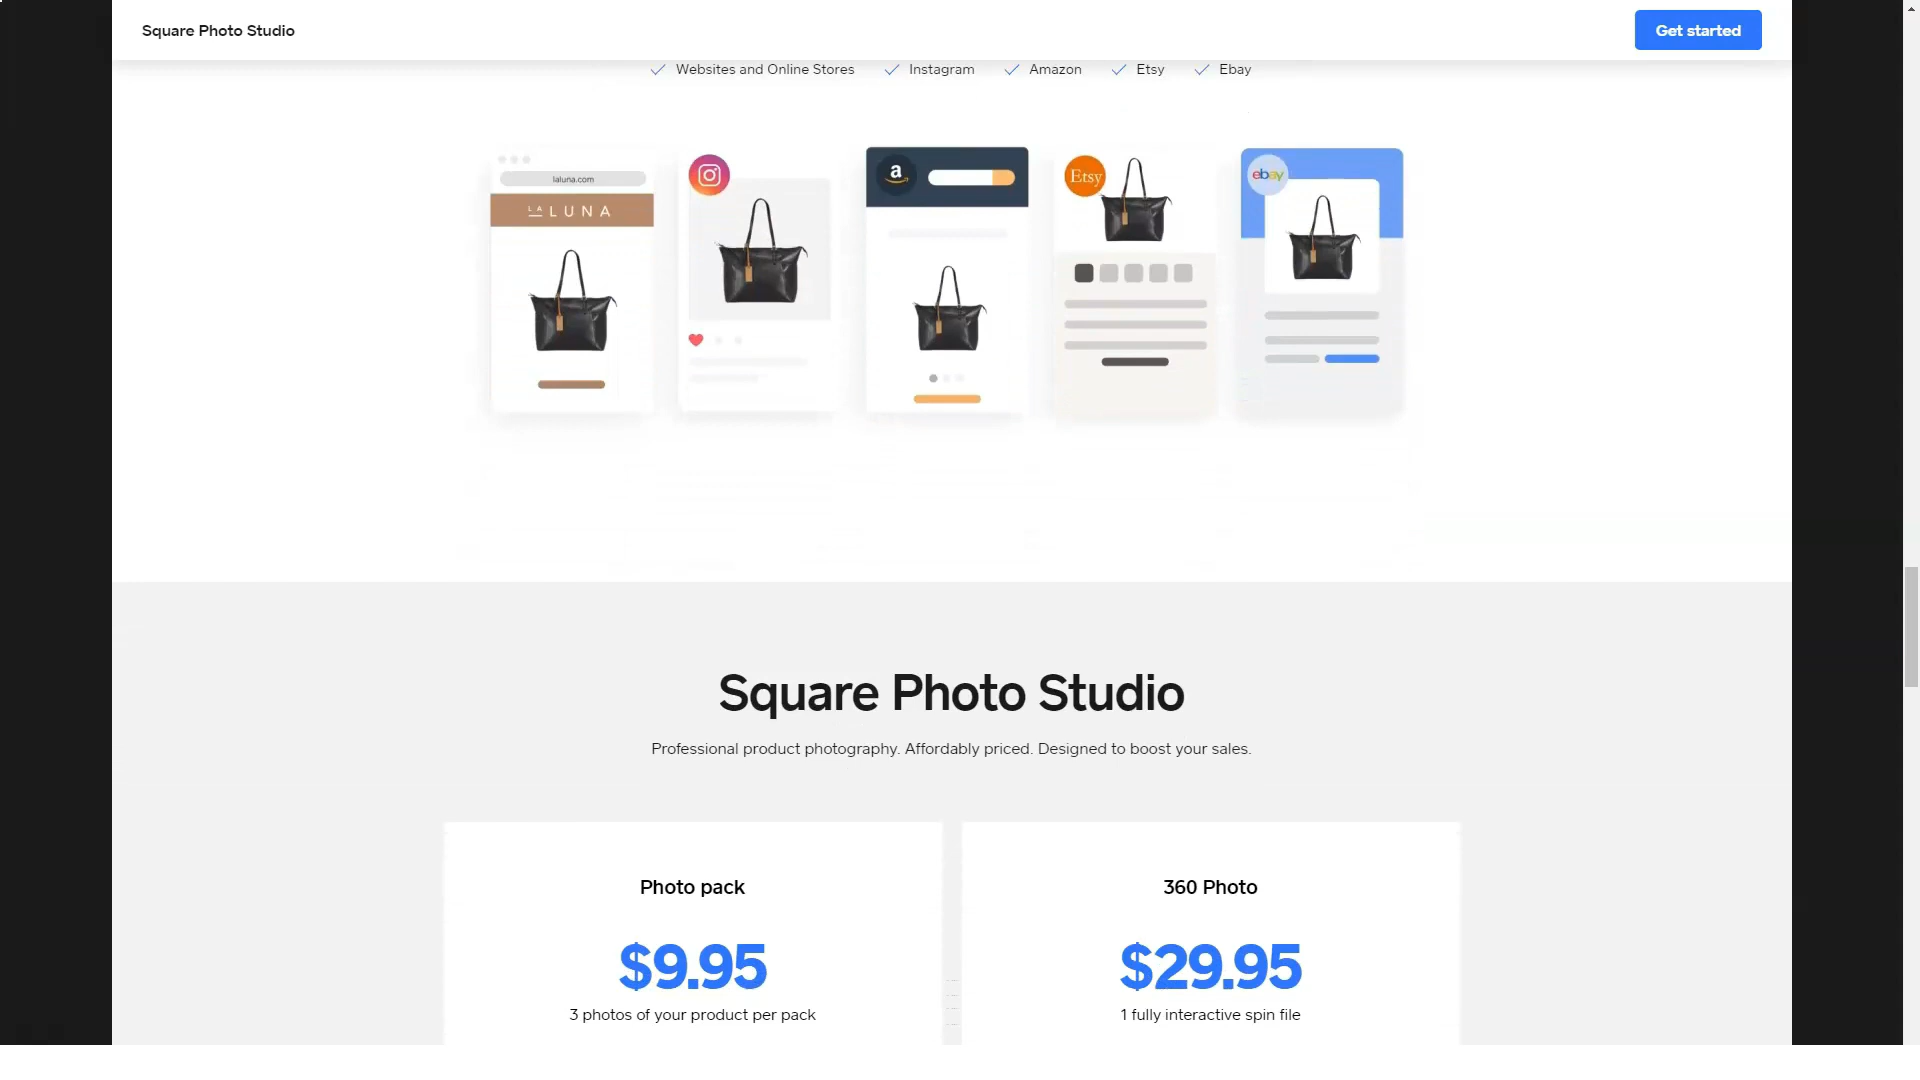 Square Photo Studio
Get started
Websites and Online Stores
Instagram
Amazon
Etsy
Ebay
laluna.com
LA LUNA
a
Etsy
ebay
Square Photo Studio
Professional product photography. Affordably priced. Designed to boost your sales.
Photo pack
$9.95
3 photos of your product per pack
360 Photo
$29.95
1 fully interactive spin file